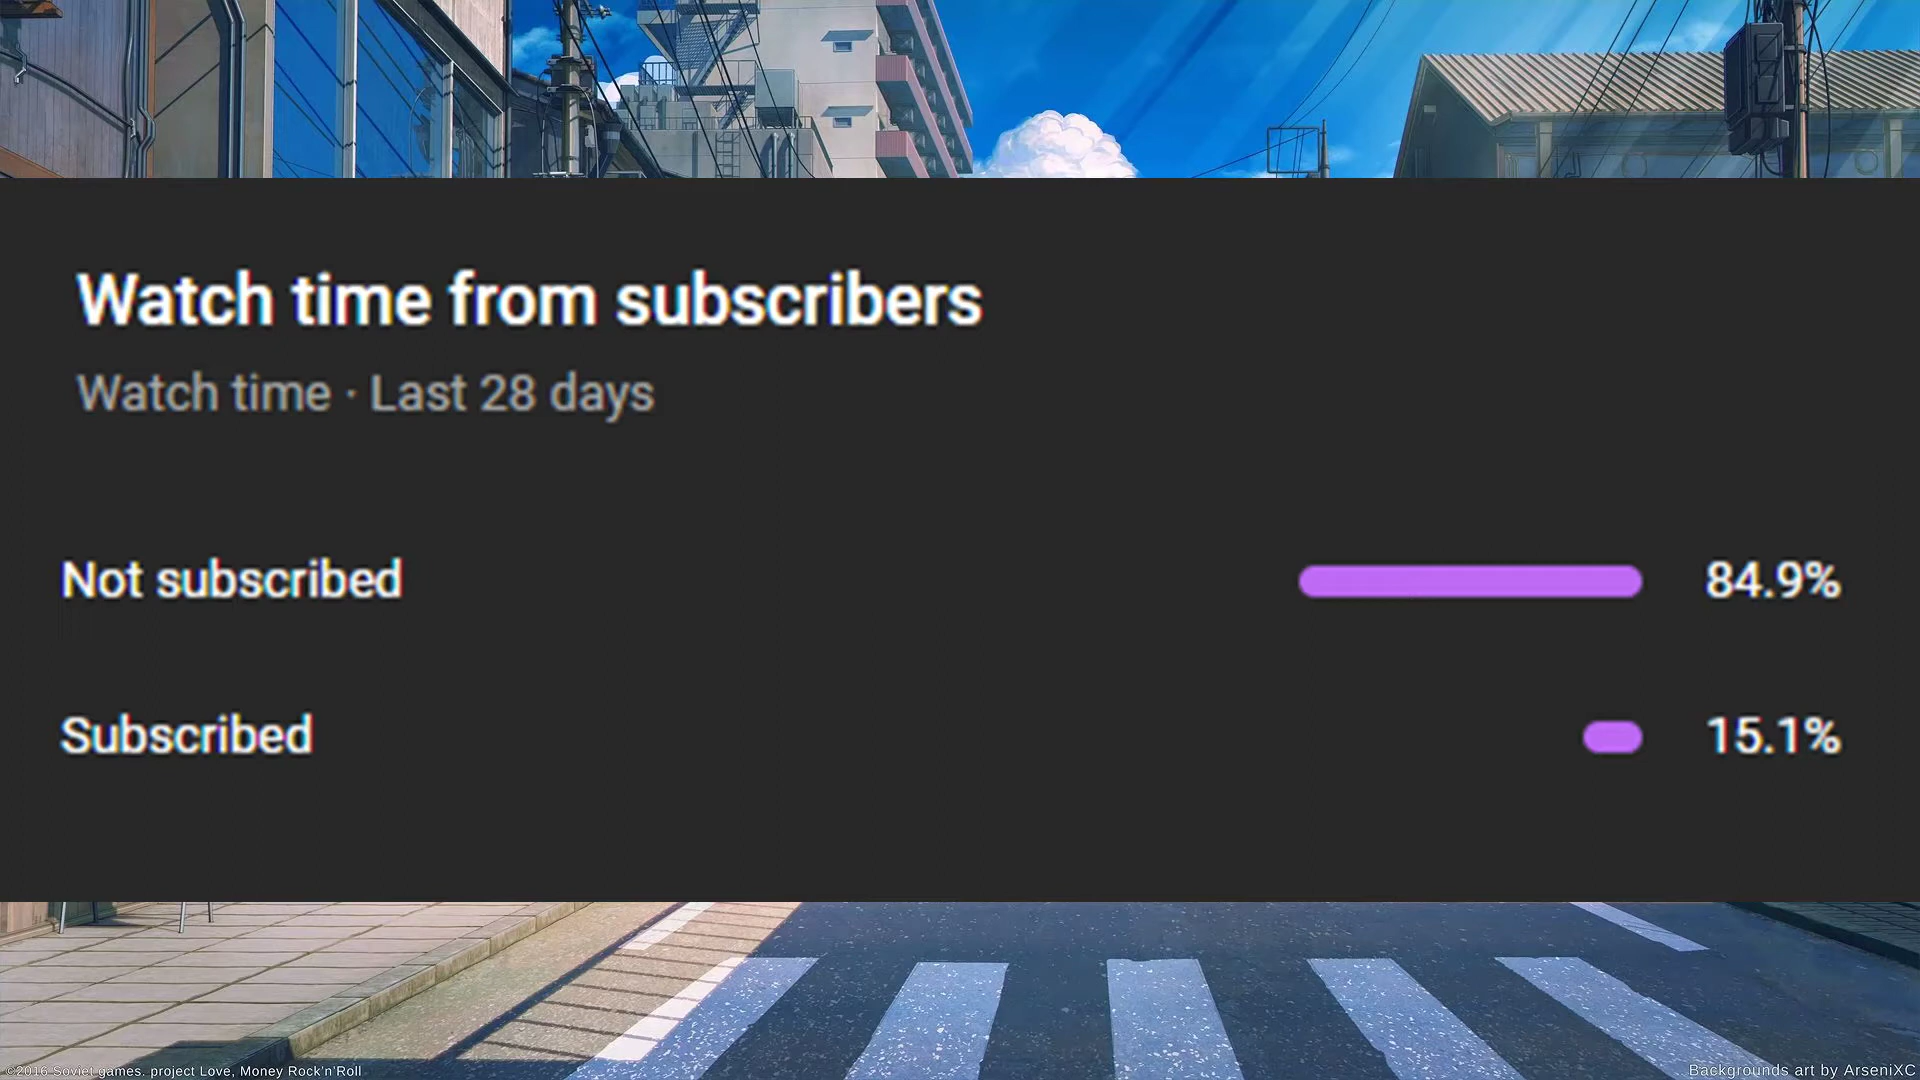 Watch time from subscribers
Watch time · Last 28 days
Not subscribed 84.9%
Subscribed 15.1%
©2016 Soviet games. project Love, Money Rock'n'Roll
Backgrounds art by ArseniXC